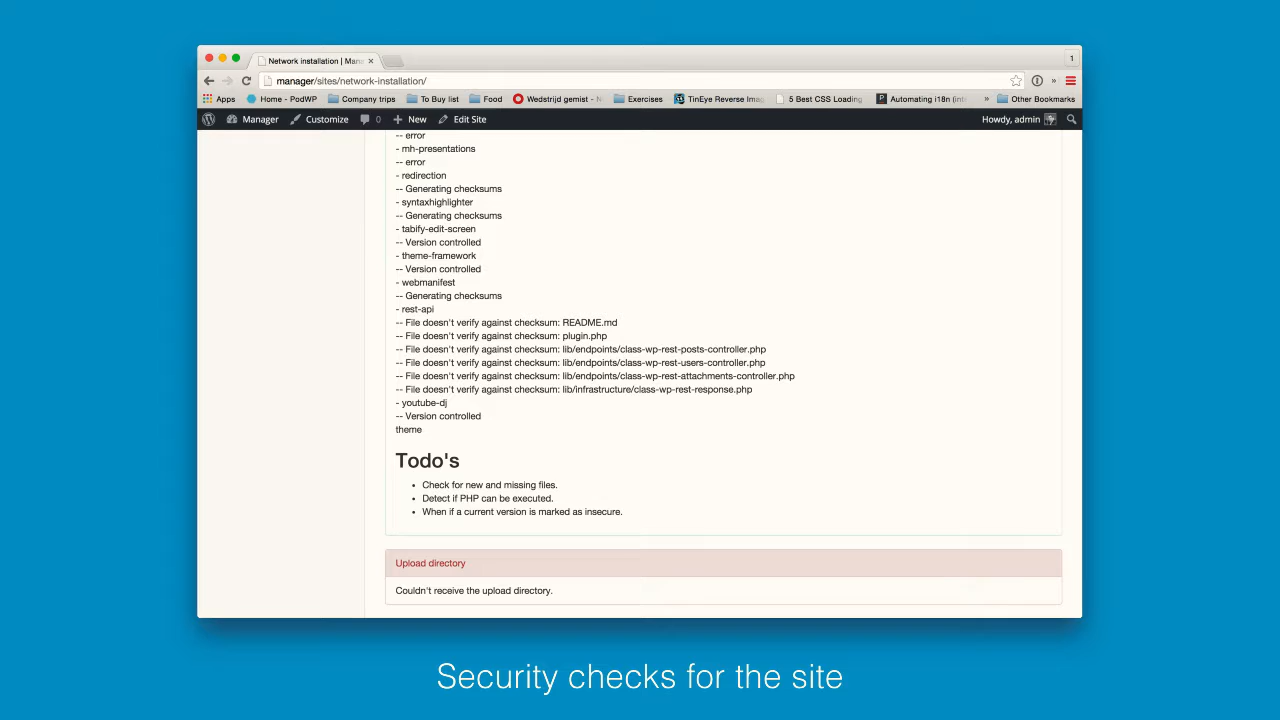 Network installation | Man
1
manager/sites/network-installation/
Apps Home - PodWP Company trips To Buy list Food Wedstrijd gemist - N Exercises TinEye Reverse Imag 5 Best CSS Loading Automating i18n (int » Other Bookmarks
Manager Customize 0 + New Edit Site Howdy, admin
-- error
- mh-presentations
-- error
- redirection
-- Generating checksums
- syntaxhighlighter
-- Generating checksums
- tabify-edit-screen
-- Version controlled
- theme-framework
-- Version controlled
- webmanifest
-- Generating checksums
- rest-api
-- File doesn't verify against checksum: README.md
-- File doesn't verify against checksum: plugin.php
-- File doesn't verify against checksum: lib/endpoints/class-wp-rest-posts-controller.php
-- File doesn't verify against checksum: lib/endpoints/class-wp-rest-users-controller.php
-- File doesn't verify against checksum: lib/endpoints/class-wp-rest-attachments-controller.php
-- File doesn't verify against checksum: lib/infrastructure/class-wp-rest-response.php
- youtube-dj
-- Version controlled
theme
Todo's
• Check for new and missing files.
• Detect if PHP can be executed.
• When if a current version is marked as insecure.
Upload directory
Couldn't receive the upload directory.
Security checks for the site